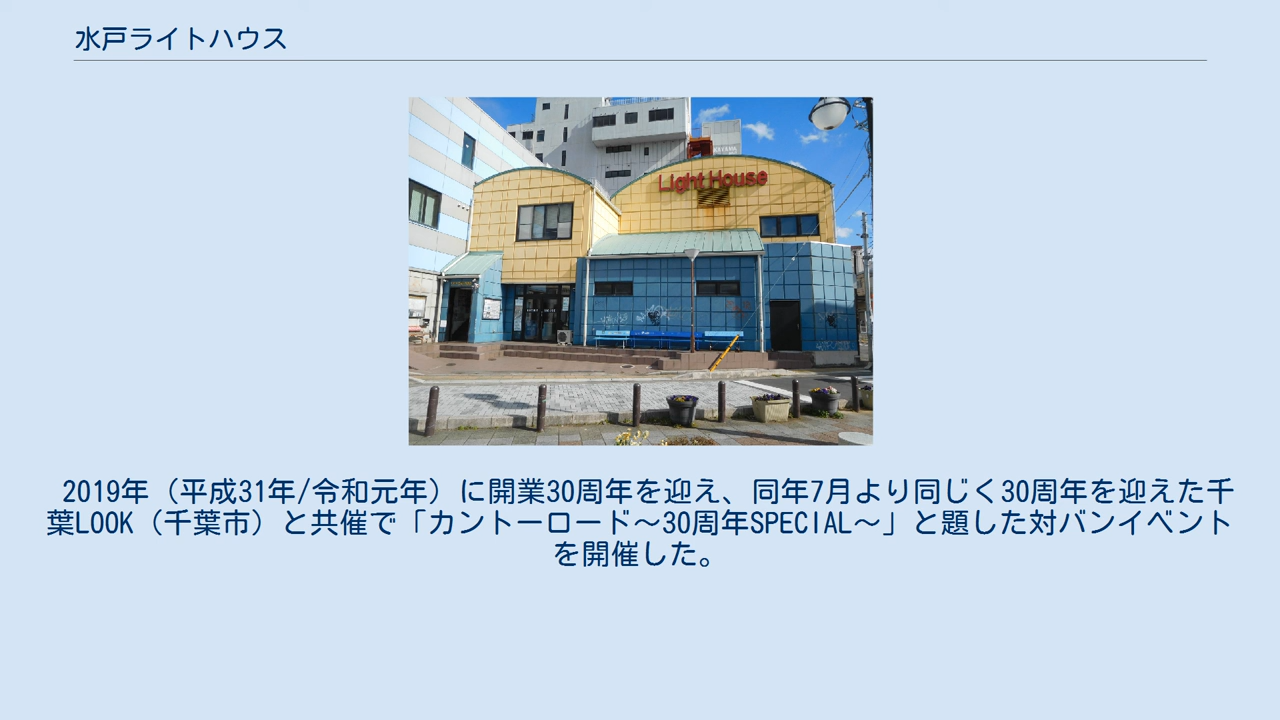 水戸ライトハウス
Light House
2019年（平成31年/令和元年）に開業30周年を迎え、同年7月より同じく30周年を迎えた千
葉LOOK（千葉市）と共催で「カントーロード～30周年SPECIAL～」と題した対バンイベント
を開催した。